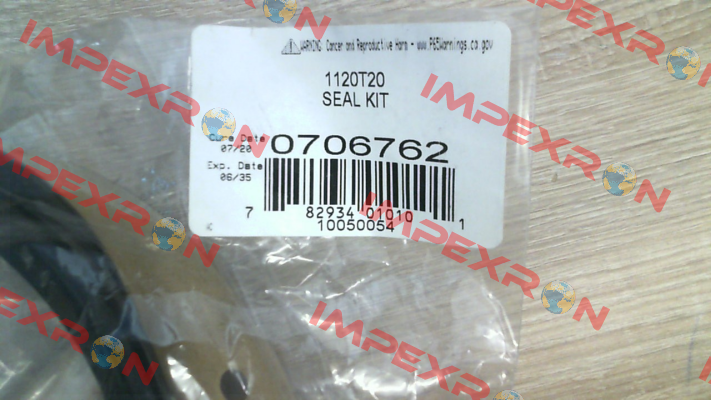 WARNING: Cancer and Reproductive Harm - www.P65Warnings.ca.gov
1120T20
SEAL KIT
Cure Date
07/20
0706762
Exp. Date
06/35
7 82934 01010 1
10050054
IMPEXRON
IMPEXRON
IMPEXRON
IMPEXRON
IMPEXRON
IMPEXRON